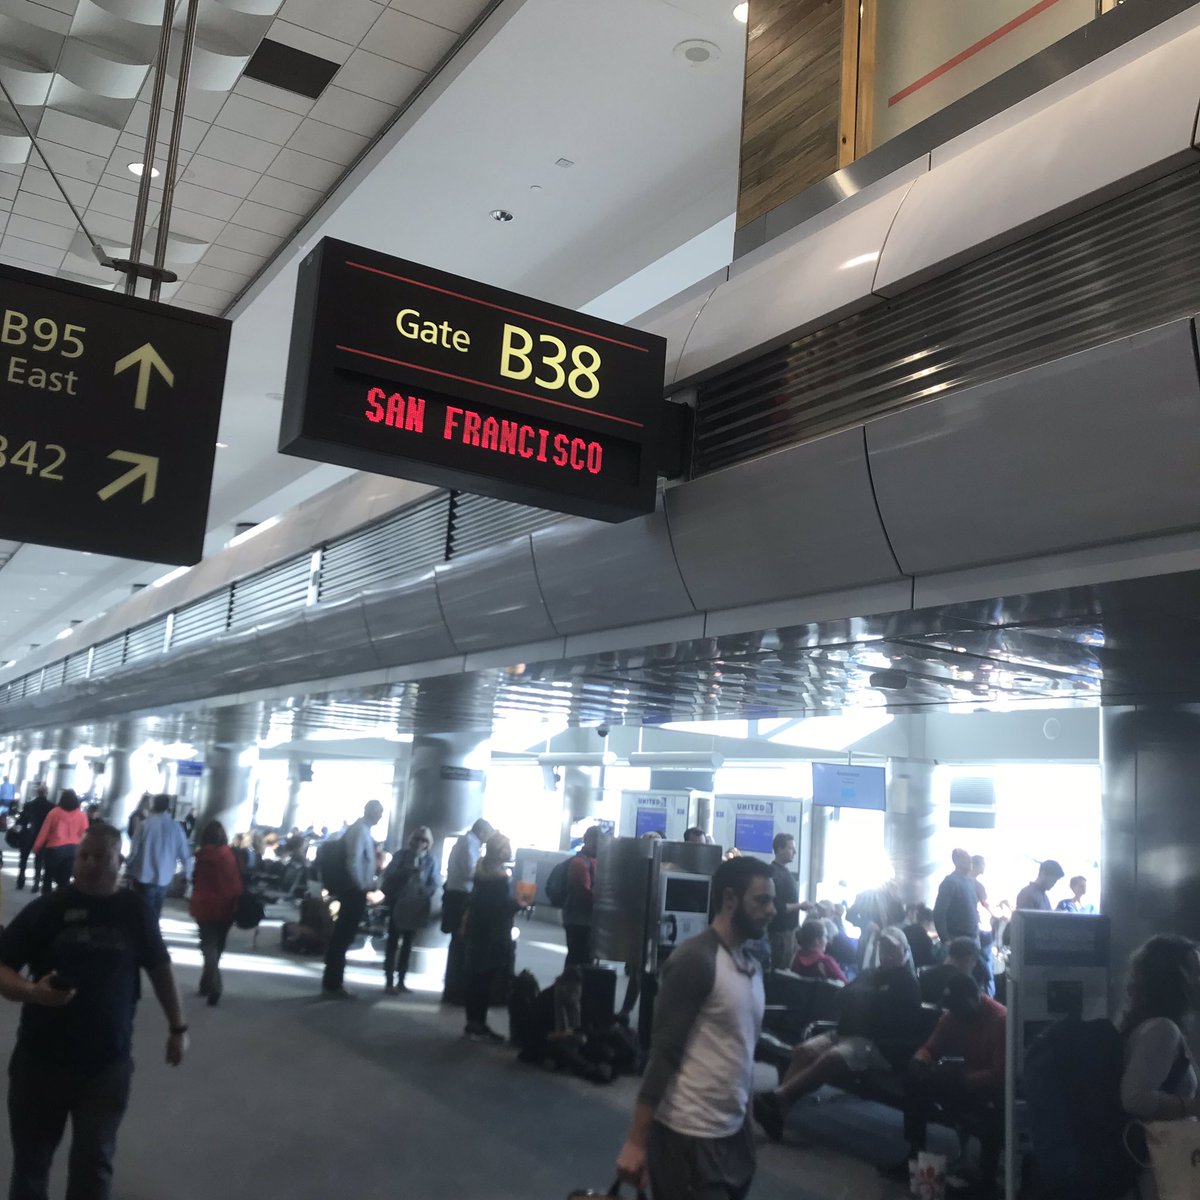 B95
East
B42
Gate B38
SAN FRANCISCO
UNITED
UNITED